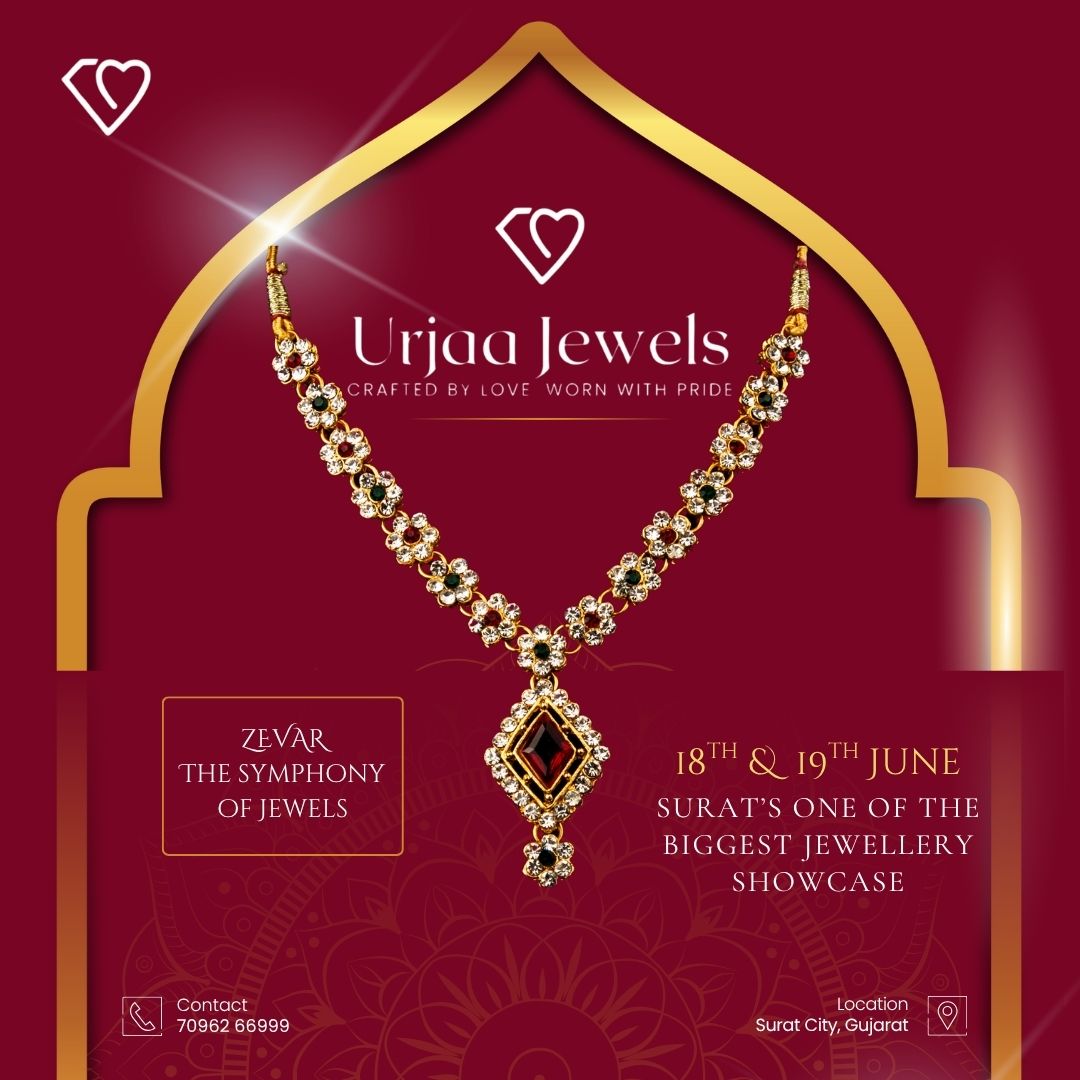 Urjaa Jewels
CRAFTED BY LOVE WORN WITH PRIDE
ZEVAR
THE SYMPHONY
OF JEWELS
18TH & 19TH JUNE
SURAT’S ONE OF THE
BIGGEST JEWELLERY
SHOWCASE
Contact
70962 66999
Location
Surat City, Gujarat